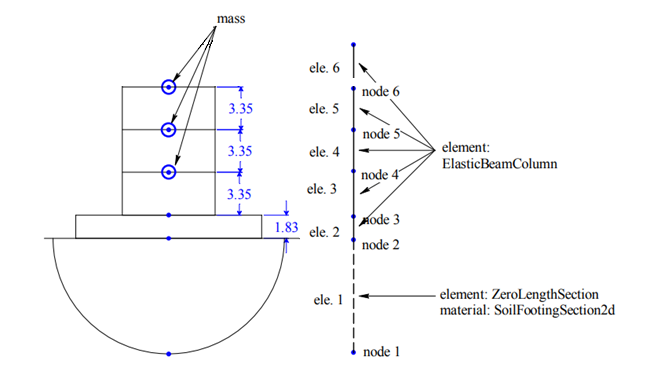 mass
ele. 6
node 6
ele. 5
3.35
node 5
element:
ElasticBeamColumn
ele. 4
3.35
node 4
ele. 3
3.35
node 3
1.83
ele. 2
node 2
ele. 1
element: ZeroLengthSection
material: SoilFootingSection2d
node 1